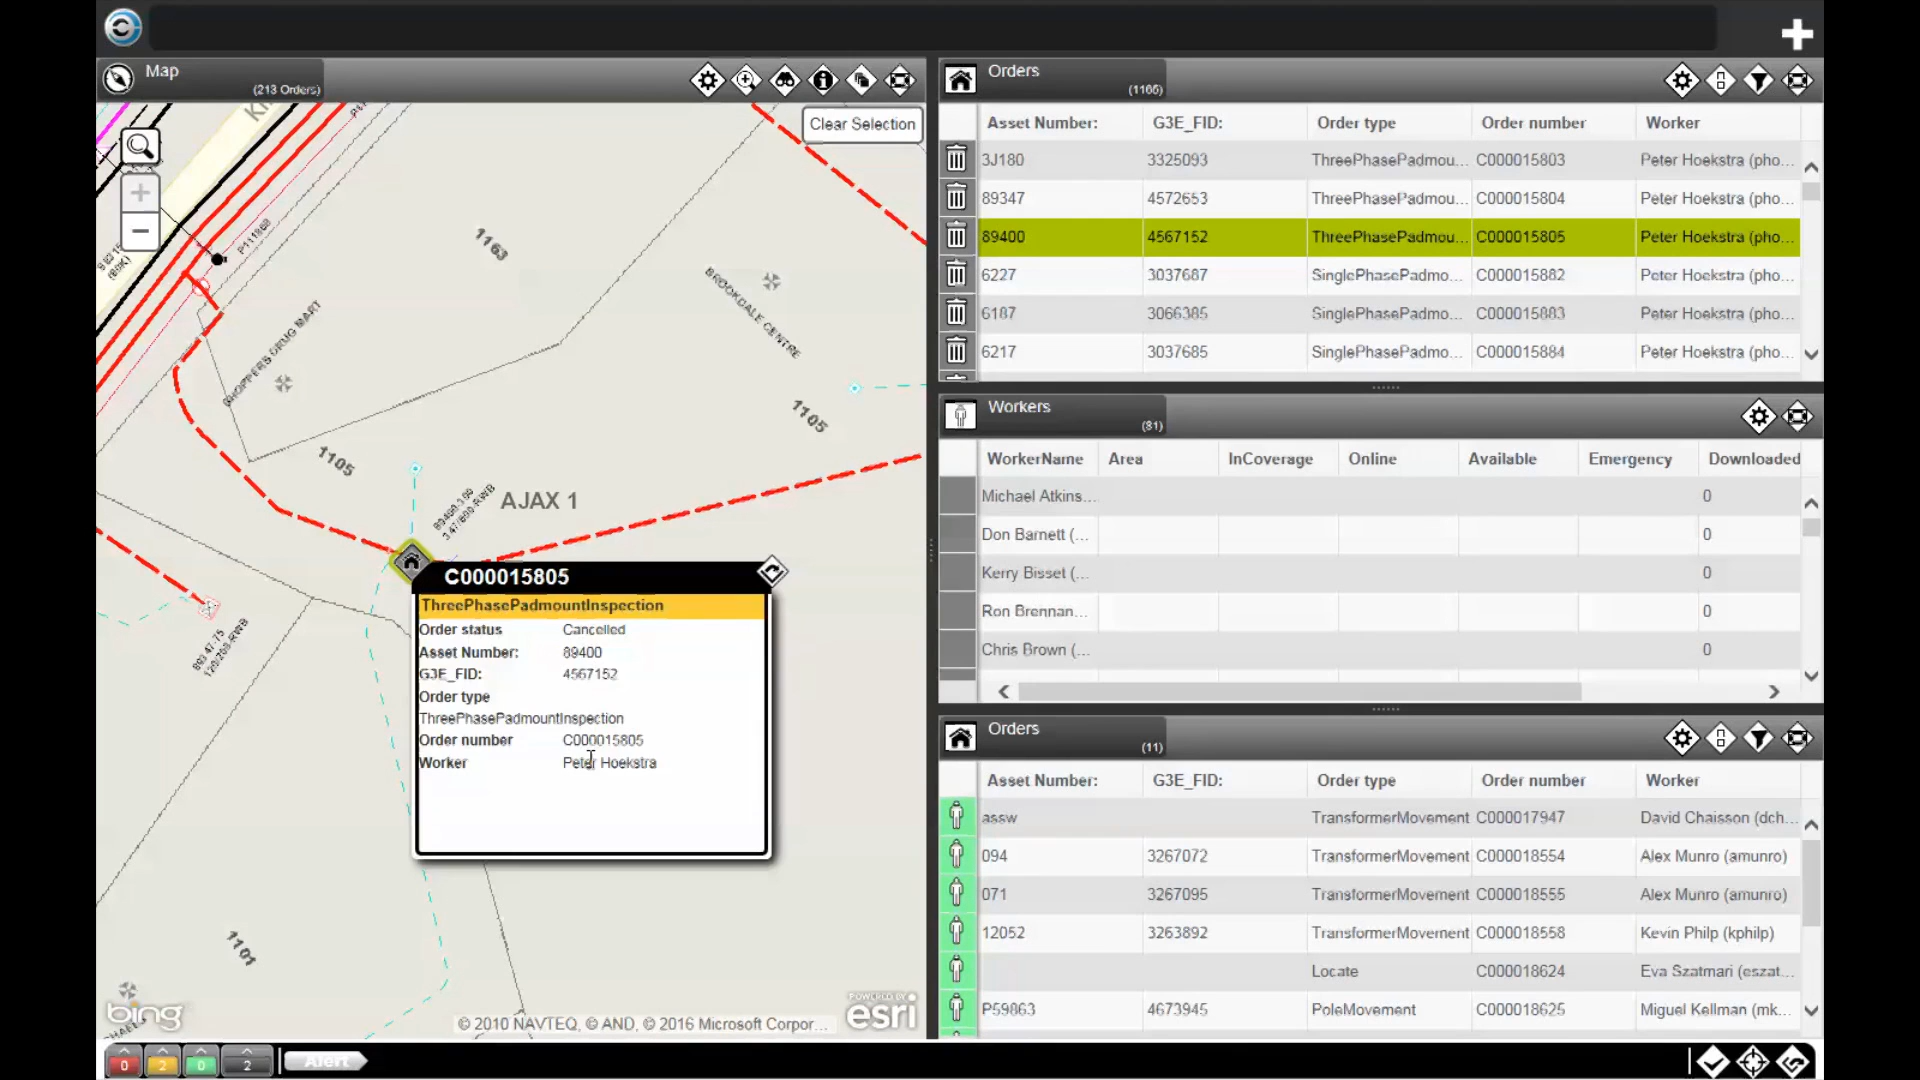 Map
(213 Orders)
Clear Selection
1163
P111868
SHOPPERS DRUG MART
BROOKDALE CENTRE
1105
1105
AJAX 1
C000015805
ThreePhasePadmountInspection
Order status Cancelled
Asset Number: 89400
G3E_FID: 4567152
Order type
ThreePhasePadmountInspection
Order number C000015805
Worker Peter Hoekstra
1101
bing
© 2010 NAVTEQ, © AND, © 2016 Microsoft Corpor...
POWERED BY
esri
Orders
(1166)
Asset Number: G3E_FID: Order type Order number Worker
3J180 3325093 ThreePhasePadmou... C000015803 Peter Hoekstra (pho...
89347 4572653 ThreePhasePadmou... C000015804 Peter Hoekstra (pho...
89400 4567152 ThreePhasePadmou... C000015805 Peter Hoekstra (pho...
6227 3037687 SinglePhasePadmo... C000015882 Peter Hoekstra (pho...
6187 3066385 SinglePhasePadmo... C000015883 Peter Hoekstra (pho...
6217 3037685 SinglePhasePadmo... C000015884 Peter Hoekstra (pho...
Workers
(81)
WorkerName Area InCoverage Online Available Emergency Downloaded
Michael Atkins... 0
Don Barnett (... 0
Kerry Bisset (... 0
Ron Brennan... 0
Chris Brown (... 0
Orders
(11)
Asset Number: G3E_FID: Order type Order number Worker
assw TransformerMovement C000017947 David Chaisson (dch...
094 3267072 TransformerMovement C000018554 Alex Munro (amunro)
071 3267095 TransformerMovement C000018555 Alex Munro (amunro)
12052 3263892 TransformerMovement C000018558 Kevin Philp (kphilp)
Locate C000018624 Eva Szatmari (eszat...
P59863 4673945 PoleMovement C000018625 Miguel Kellman (mk...
0 2 0 2 Alert